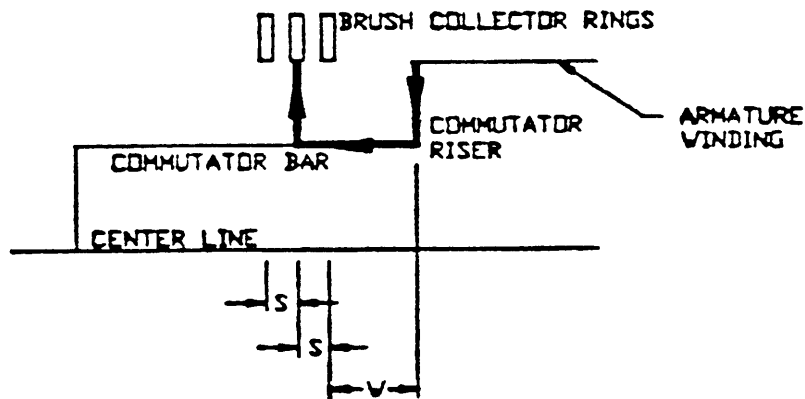 BRUSH COLLECTOR RINGS
ARMATURE
WINDING
COMMUTATOR
RISER
COMMUTATOR BAR
CENTER LINE
S
S
W